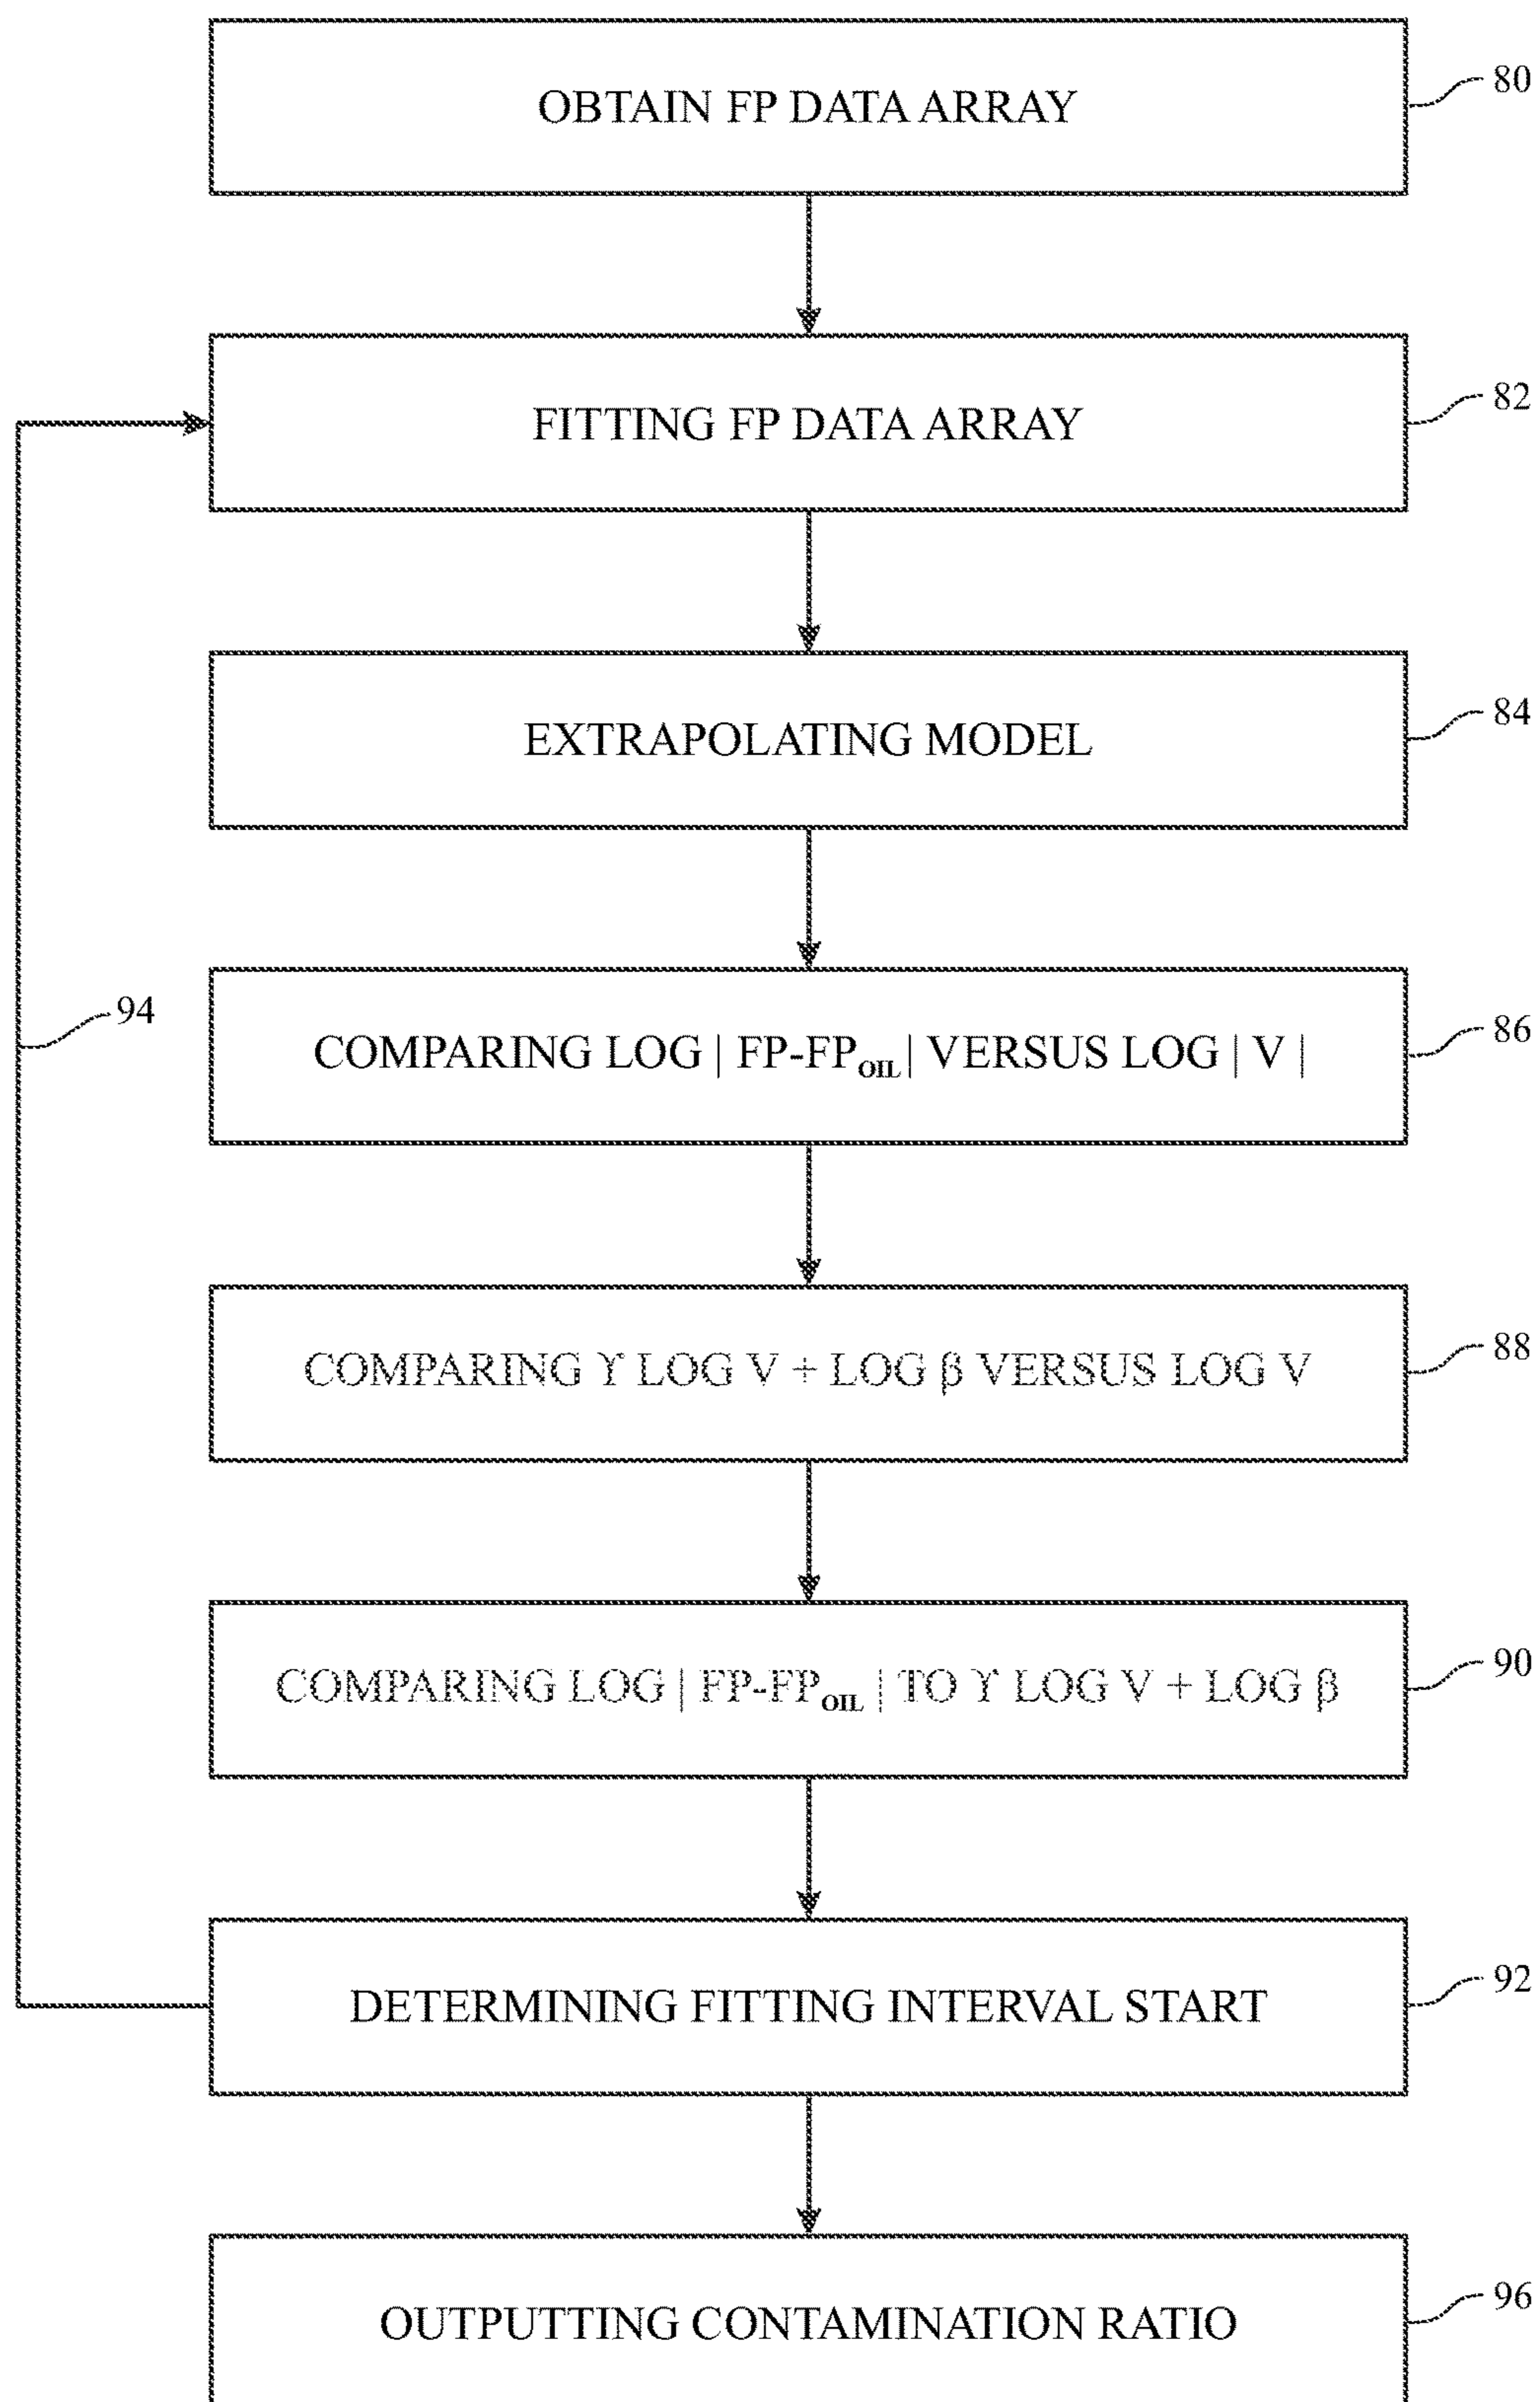 OBTAIN FP DATA ARRAY
80
FITTING FP DATA ARRAY
82
EXTRAPOLATING MODEL
84
94
COMPARING LOG | FP-FPOIL | VERSUS LOG | V |
86
COMPARING ϒ LOG V + LOG β VERSUS LOG V
88
COMPARING LOG | FP-FPOIL | TO ϒ LOG V + LOG β
90
DETERMINING FITTING INTERVAL START
92
OUTPUTTING CONTAMINATION RATIO
96